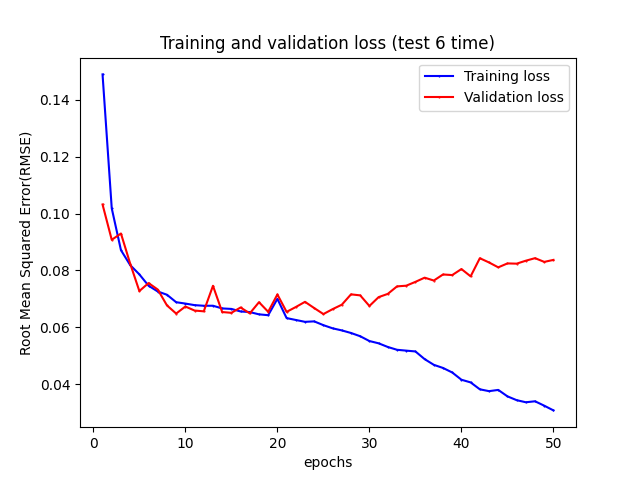 Training and validation loss (test 6 time)
Training loss
Validation loss
Root Mean Squared Error(RMSE)
0.14
0.12
0.10
0.08
0.06
0.04
0
10
20
30
40
50
epochs